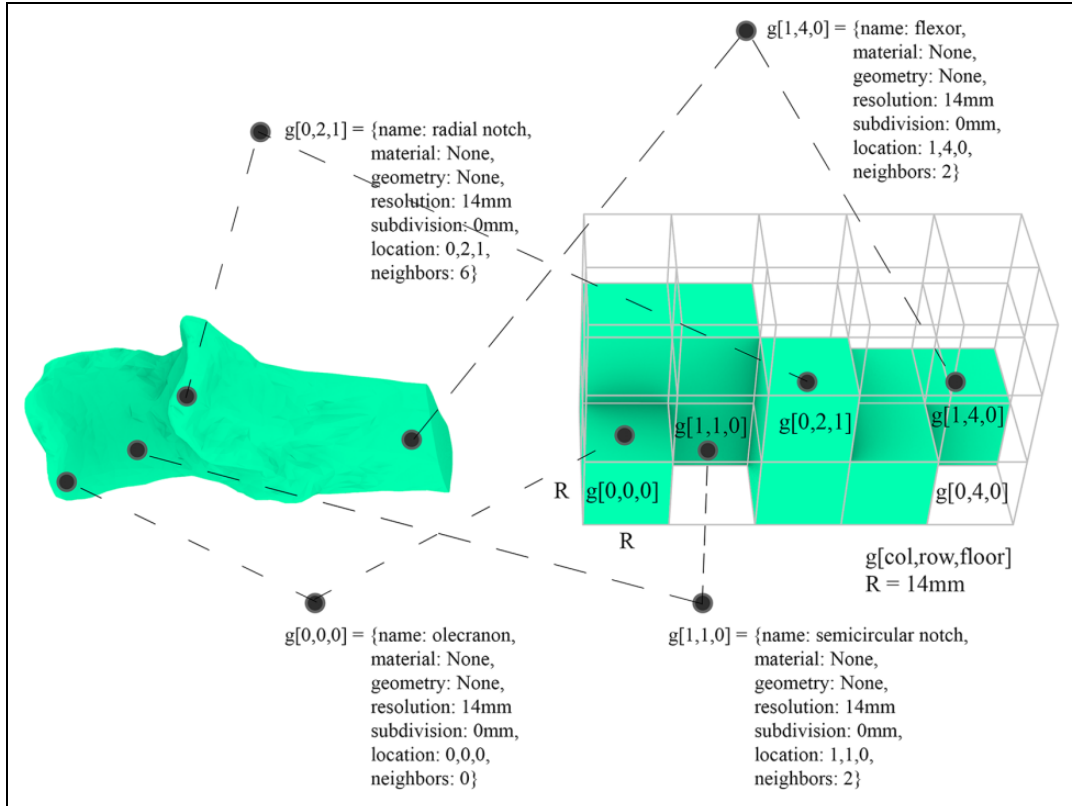 g[1,4,0] = {name: flexor,
material: None,
geometry: None,
resolution: 14mm
subdivision: 0mm,
location: 1,4,0,
neighbors: 2}
g[0,2,1] = {name: radial notch,
material: None,
geometry: None,
resolution: 14mm
subdivision: 0mm,
location: 0,2,1,
neighbors: 6}
g[1,1,0]
g[0,2,1]
g[1,4,0]
R
g[0,0,0]
g[0,4,0]
R
g[col,row,floor]
R = 14mm
g[0,0,0] = {name: olecranon,
material: None,
geometry: None,
resolution: 14mm
subdivision: 0mm,
location: 0,0,0,
neighbors: 0}
g[1,1,0] = {name: semicircular notch,
material: None,
geometry: None,
resolution: 14mm
subdivision: 0mm,
location: 1,1,0,
neighbors: 2}